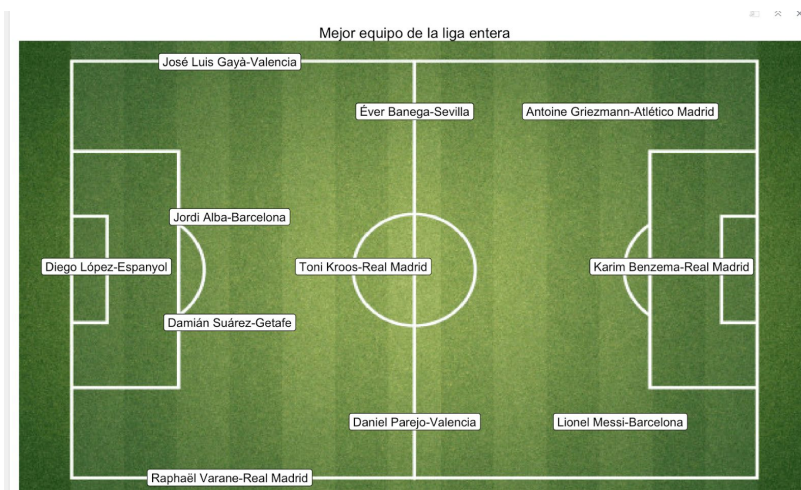 Mejor equipo de la liga entera
José Luis Gayà-Valencia
Éver Banega-Sevilla
Antoine Griezmann-Atlético Madrid
Jordi Alba-Barcelona
Diego López-Espanyol
Toni Kroos-Real Madrid
Karim Benzema-Real Madrid
Damián Suárez-Getafe
Daniel Parejo-Valencia
Lionel Messi-Barcelona
Raphaël Varane-Real Madrid